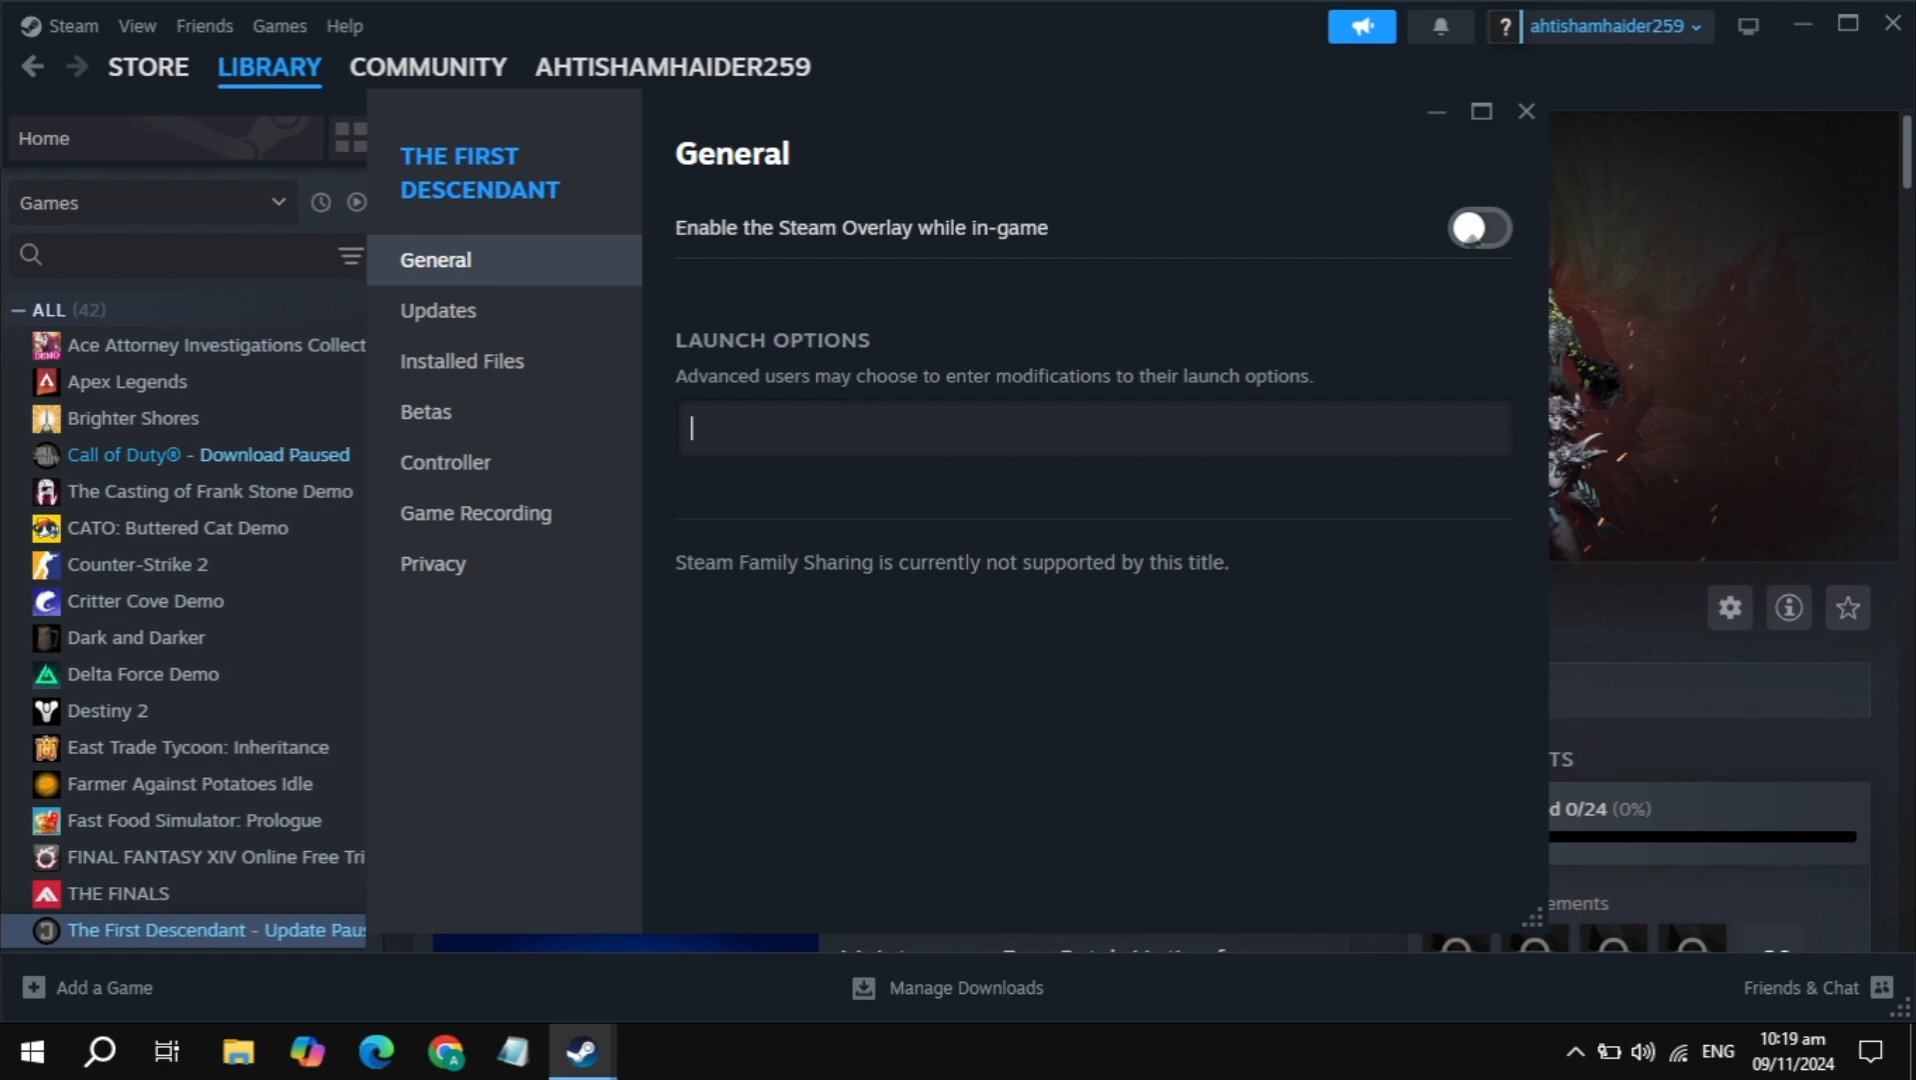 Steam View Friends Games Help
? ahtishamhaider259
STORE LIBRARY COMMUNITY AHTISHAMHAIDER259
Home
Games
ALL (42)
Ace Attorney Investigations Collect
Apex Legends
Brighter Shores
Call of Duty® - Download Paused
The Casting of Frank Stone Demo
CATO: Buttered Cat Demo
Counter-Strike 2
Critter Cove Demo
Dark and Darker
Delta Force Demo
Destiny 2
East Trade Tycoon: Inheritance
Farmer Against Potatoes Idle
Fast Food Simulator: Prologue
FINAL FANTASY XIV Online Free Tri
THE FINALS
The First Descendant - Update Paus
THE FIRST
DESCENDANT
General
Updates
Installed Files
Betas
Controller
Game Recording
Privacy
General
Enable the Steam Overlay while in-game
LAUNCH OPTIONS
Advanced users may choose to enter modifications to their launch options.
Steam Family Sharing is currently not supported by this title.
TS
d 0/24 (0%)
ements
Add a Game
Manage Downloads
Friends & Chat
ENG
10:19 am
09/11/2024